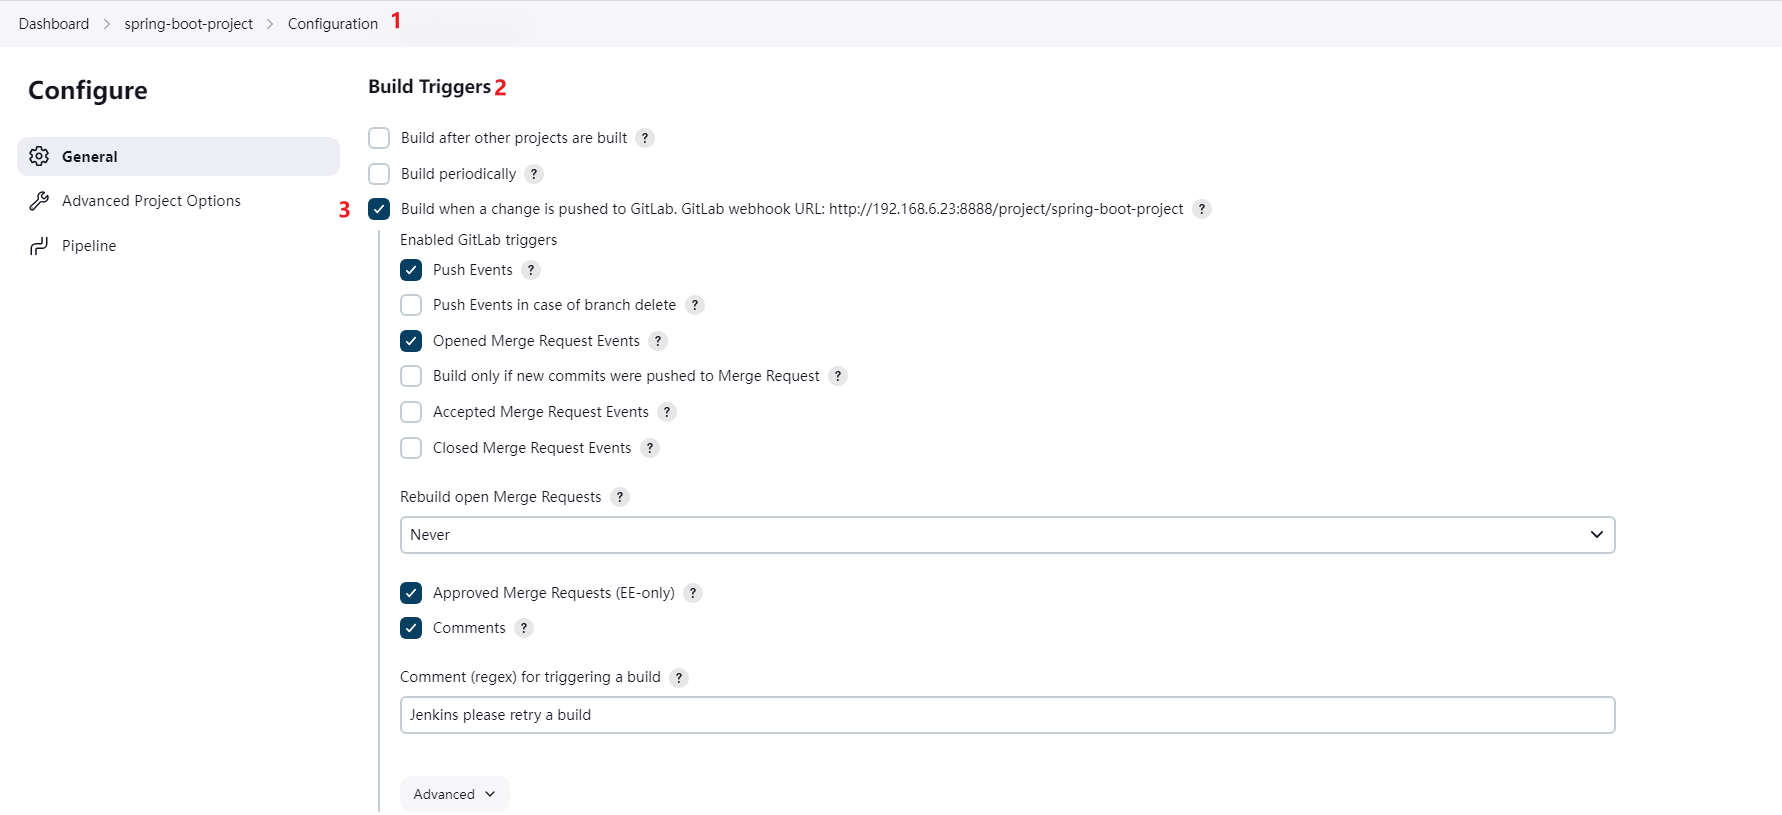 Dashboard > spring-boot-project > Configuration 1
Configure
General
Advanced Project Options
Pipeline
Build Triggers 2
Build after other projects are built ?
Build periodically ?
3 Build when a change is pushed to GitLab. GitLab webhook URL: http://192.168.6.23:8888/project/spring-boot-project ?
Enabled GitLab triggers
Push Events ?
Push Events in case of branch delete ?
Opened Merge Request Events ?
Build only if new commits were pushed to Merge Request ?
Accepted Merge Request Events ?
Closed Merge Request Events ?
Rebuild open Merge Requests ?
Never
Approved Merge Requests (EE-only) ?
Comments ?
Comment (regex) for triggering a build ?
Jenkins please retry a build
Advanced